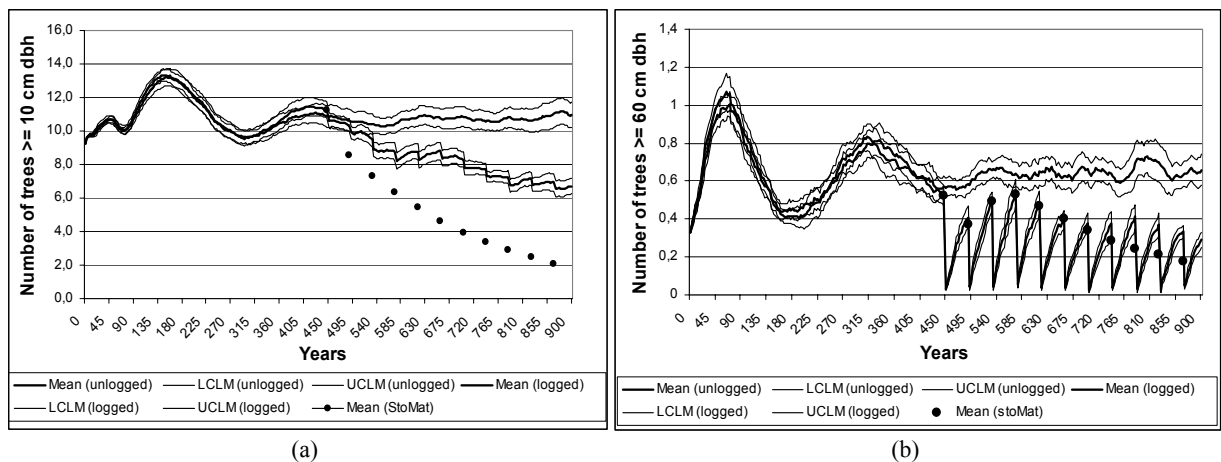 Number of trees >= 10 cm dbh
16,0
14,0
12,0
10,0
8,0
6,0
4,0
2,0
0,0
0 45 90 135 180 225 270 315 360 405 450 495 540 585 630 675 720 765 810 855 900
Years
Mean (unlogged) LCLM (unlogged) UCLM (unlogged) Mean (logged)
LCLM (logged) UCLM (logged) Mean (StoMat)
(a)
Number of trees >= 60 cm dbh
1,4
1,2
1
0,8
0,6
0,4
0,2
0
0 45 90 135 180 225 270 315 360 405 450 495 540 585 630 675 720 765 810 855 900
Years
Mean (unlogged) LCLM (unlogged) UCLM (unlogged) Mean (logged)
LCLM (logged) UCLM (logged) Mean (stoMat)
(b)